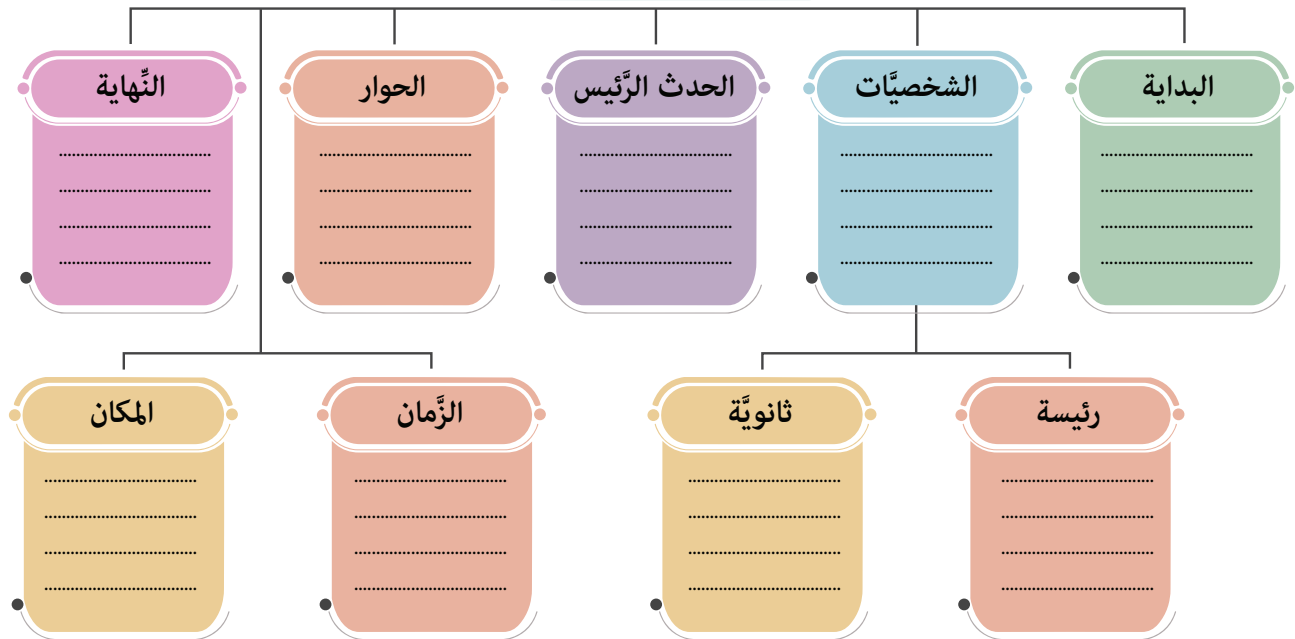 البداية
الشخصيَّات
الحدث الرَّئيس
الحوار
النِّهاية
رئيسة
ثانويَّة
الزَّمان
المكان